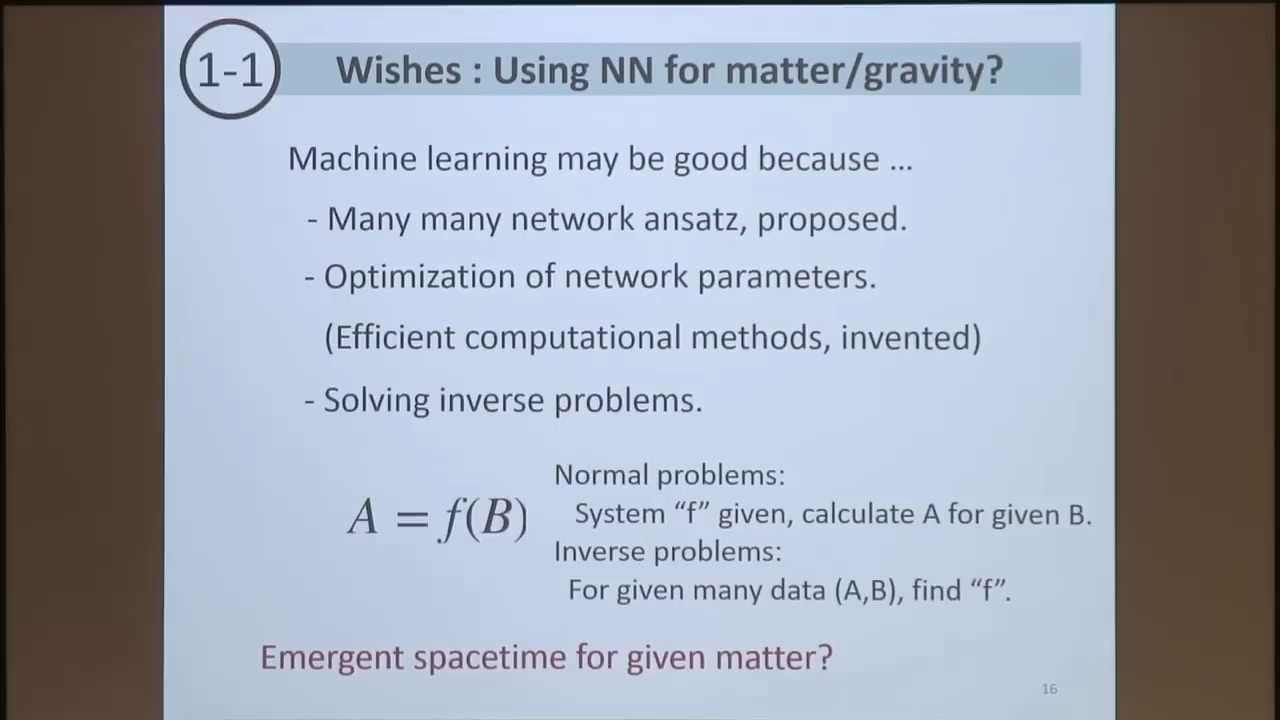 1-1
Wishes : Using NN for matter/gravity?
Machine learning may be good because ...
- Many many network ansatz, proposed.
- Optimization of network parameters.
(Efficient computational methods, invented)
- Solving inverse problems.
A = f(B)
Normal problems:
System “f” given, calculate A for given B.
Inverse problems:
For given many data (A,B), find “f”.
Emergent spacetime for given matter?
16